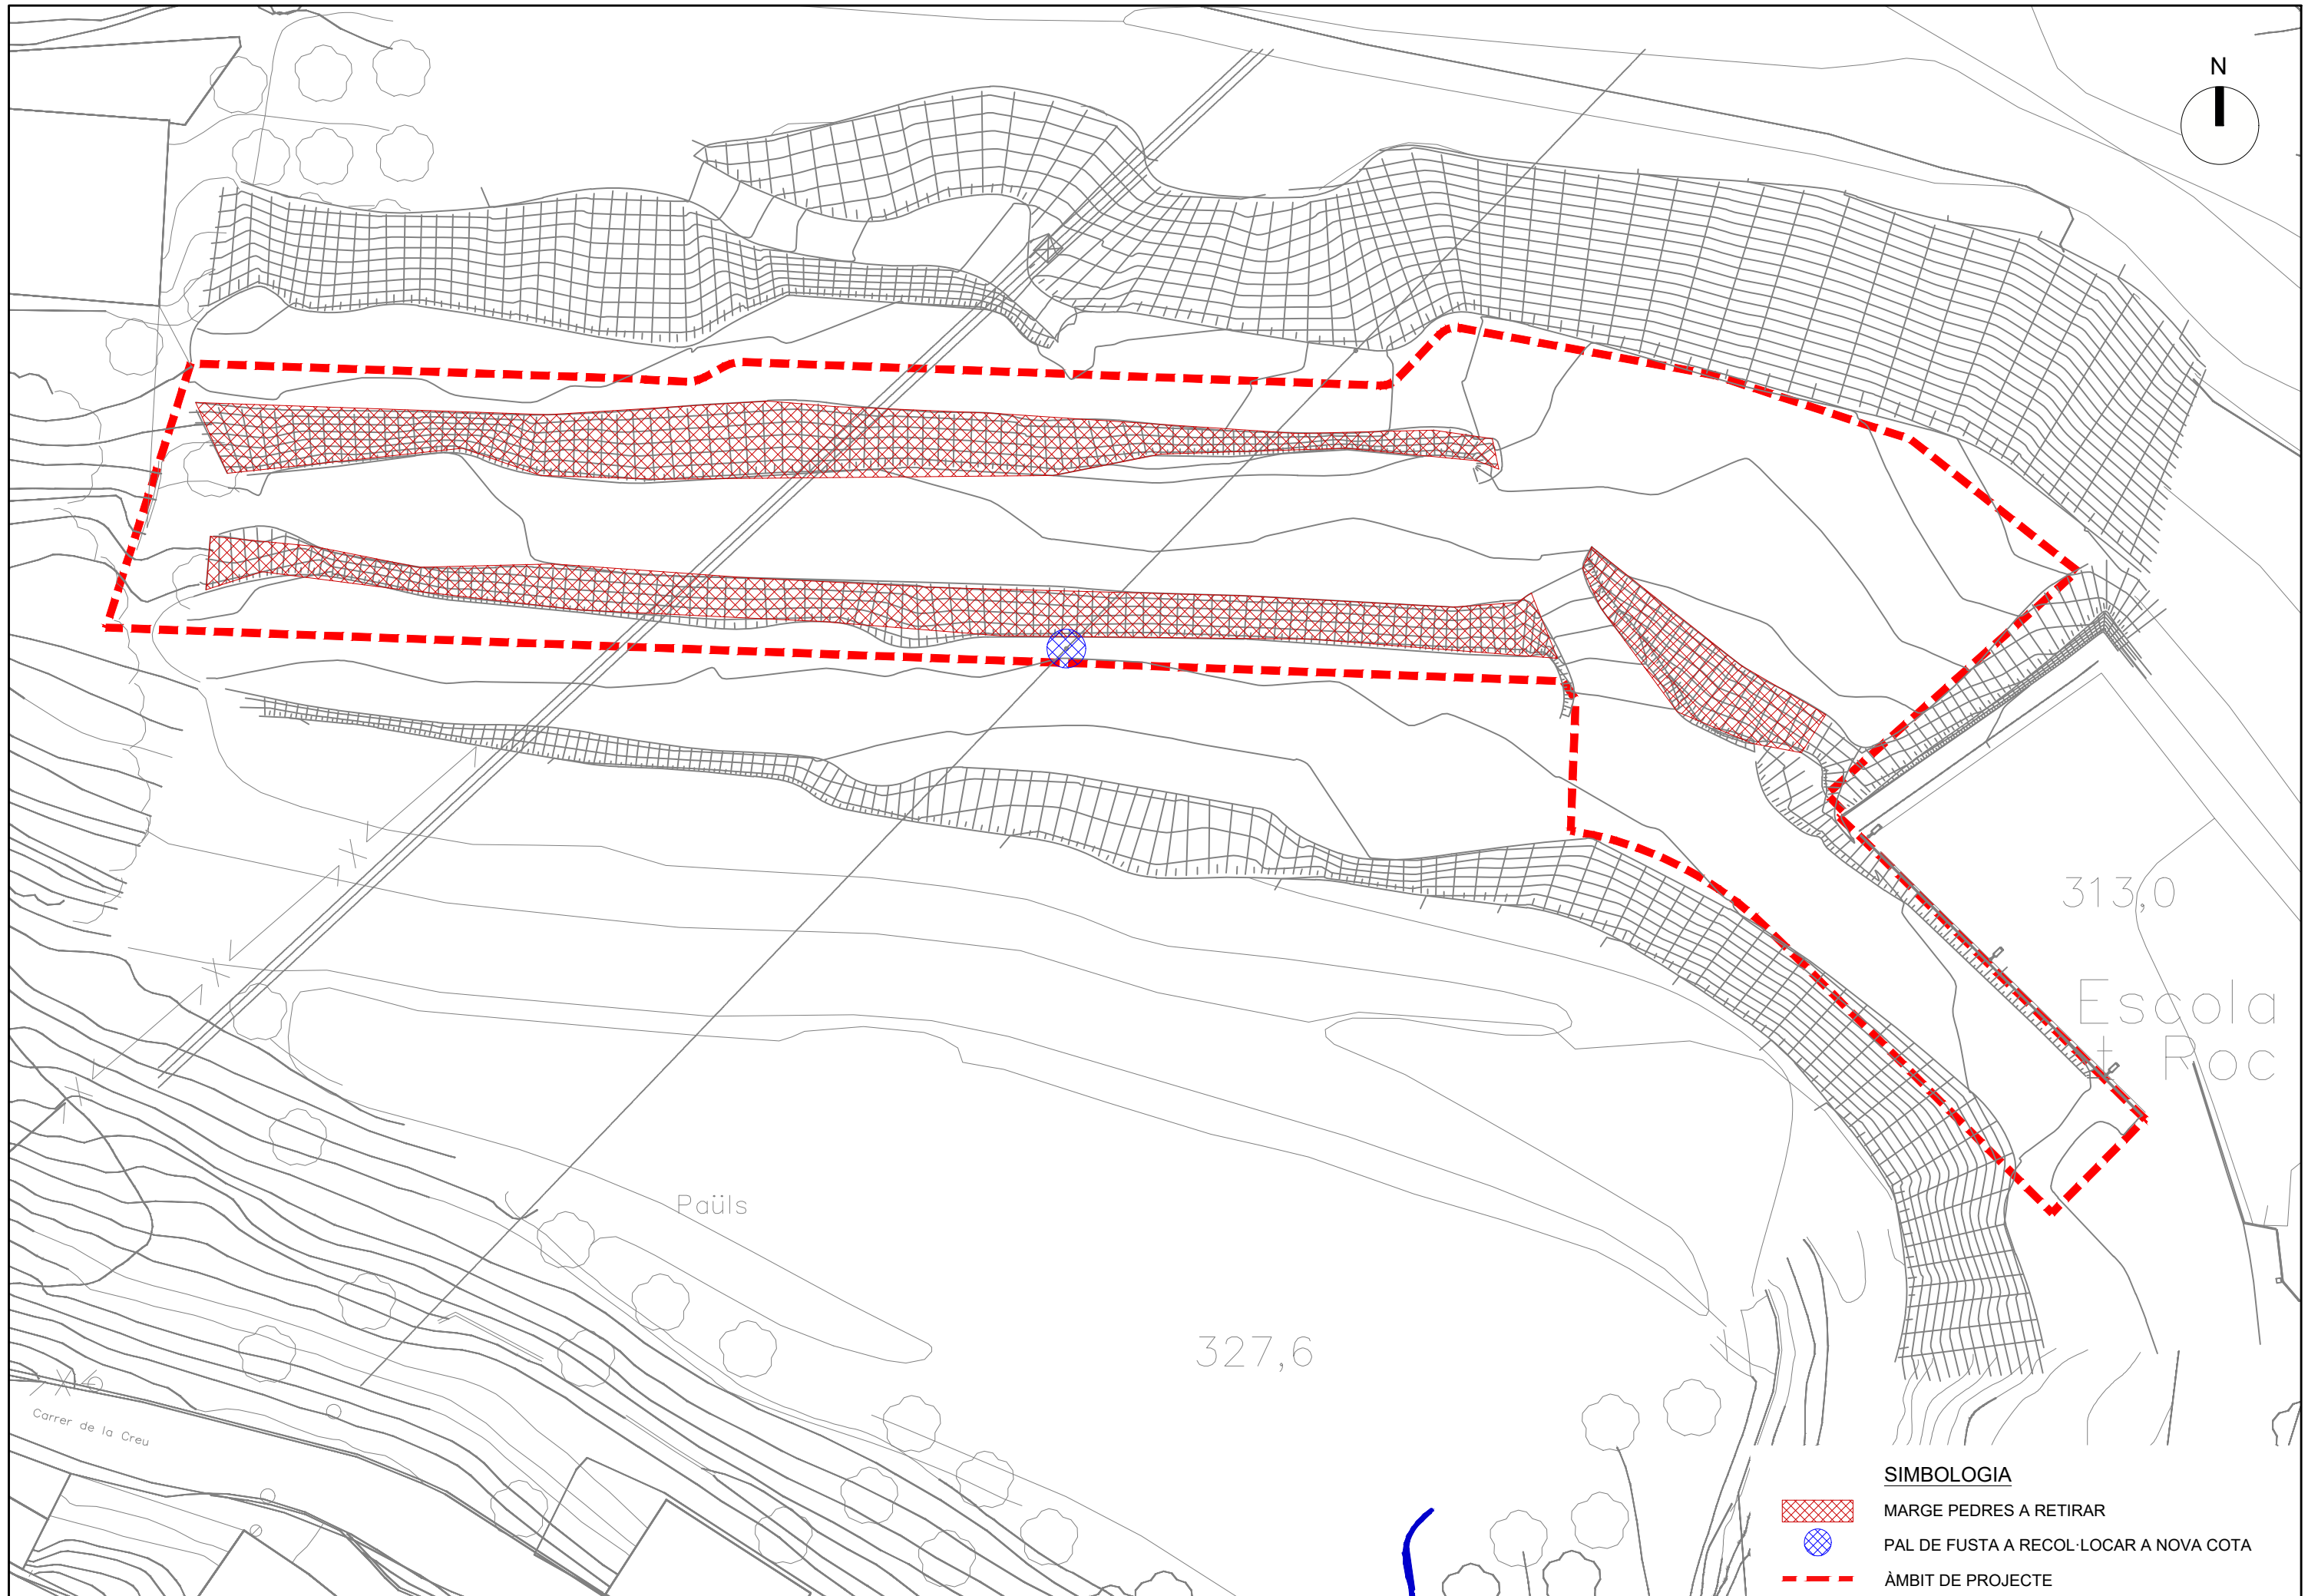 N
313,0
Escola
t Roc
Paüls
327,6
Carrer de la Creu
SIMBOLOGIA
MARGE PEDRES A RETIRAR
PAL DE FUSTA A RECOL·LOCAR A NOVA COTA
ÀMBIT DE PROJECTE